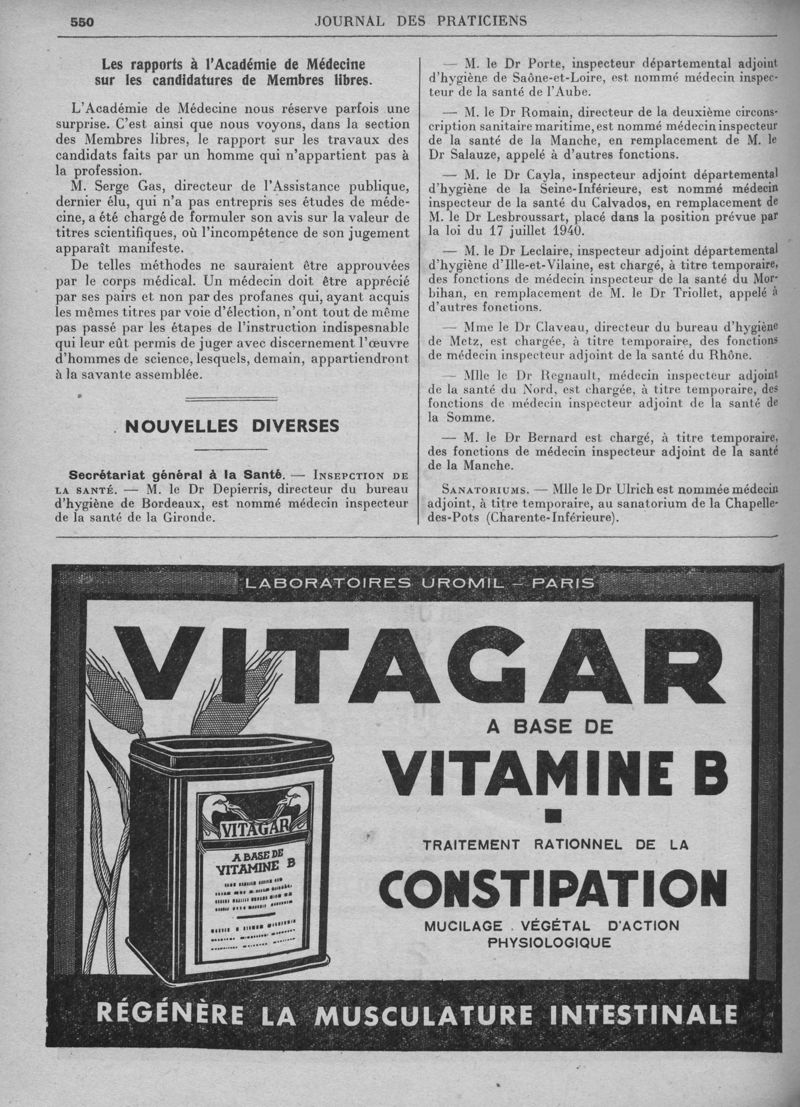 550
JOURNAL DES PRATICIENS
Les rapports à l'Académie de Médecine
sur les candidatures de Membres libres.
L'Académie de Médecine nous réserve parfois une
surprise. C'est ainsi que nous voyons, dans la section
des Membres libres, le rapport sur les travaux des
candidats faits par un homme qui n'appartient pas à
la profession.
M. Serge Gas, directeur de l'Assistance publique,
dernier élu, qui n'a pas entrepris ses études de méde-
cine, a été chargé de formuler son avis sur la valeur de
titres scientifiques, où l'incompétence de son jugement
apparaît manifeste.
De telles méthodes ne sauraient être approuvées
par le corps médical. Un médecin doit être apprécié
par ses pairs et non par des profanes qui, ayant acquis
les mêmes titres par voie d'élection, n'ont tout de même
pas passé par les étapes de l'instruction indispesnable
qui leur eût permis de juger avec discernement l'œuvre
d'hommes de science, lesquels, demain, appartiendront
à la savante assemblée.
NOUVELLES DIVERSES
Secrétariat général à la Santé. — INSEPCTION DE
LA SANTÉ. — M. le Dr Depierris, directeur du bureau
d'hygiène de Bordeaux, est nommé médecin inspecteur
de la santé de la Gironde.
— M. le Dr Porte, inspecteur départemental adjoint
d'hygiène de Saône-et-Loire, est nommé médecin inspec-
teur de la santé de l'Aube.
— M. le Dr Romain, directeur de la deuxième circons-
cription sanitaire maritime, est nommé médecin inspecteur
de la santé de la Manche, en remplacement de M. le
Dr Salauze, appelé à d'autres fonctions.
— M. le Dr Cayla, inspecteur adjoint départemental
d'hygiène de la Seine-Inférieure, est nommé médecin
inspecteur de la santé du Calvados, en remplacement de
M. le Dr Lesbroussart, placé dans la position prévue par
la loi du 17 juillet 1940.
— M. le Dr Leclaire, inspecteur adjoint départemental
d'hygiène d'Ille-et-Vilaine, est chargé, à titre temporaire,
des fonctions de médecin inspecteur de la santé du Mor-
bihan, en remplacement de M. le Dr Triollet, appelé à
d'autres fonctions.
— Mme le Dr Claveau, directeur du bureau d'hygiène
de Metz, est chargée, à titre temporaire, des fonctions
de médecin inspecteur adjoint de la santé du Rhône.
— Mlle le Dr Regnault, médecin inspecteur adjoint
de la santé du Nord, est chargée, à titre temporaire, des
fonctions de médecin inspecteur adjoint de la santé de
la Somme.
— M. le Dr Bernard est chargé, à titre temporaire,
des fonctions de médecin inspecteur adjoint de la santé
de la Manche.
SANATORIUMS. — Mlle le Dr Ulrich est nommée médecin
adjoint, à titre temporaire, au sanatorium de la Chapelle-
des-Pots (Charente-Inférieure).
LABORATOIRES UROMIL – PARIS
VITAGAR
A BASE DE
VITAMINE B
VITAGAR
A BASE DE
VITAMINE B
TRAITEMENT RATIONNEL DE LA
CONSTIPATION
MUCILAGE . VÉGÉTAL D'ACTION
PHYSIOLOGIQUE
RÉGÉNÈRE LA MUSCULATURE INTESTINALE